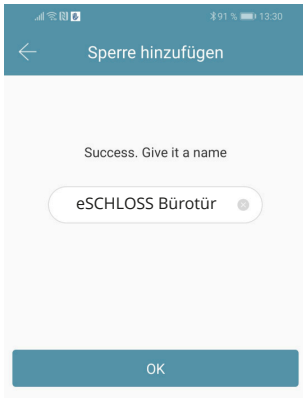 91 % 13:30
Sperre hinzufügen
Success. Give it a name
eSCHLOSS Bürotür
OK